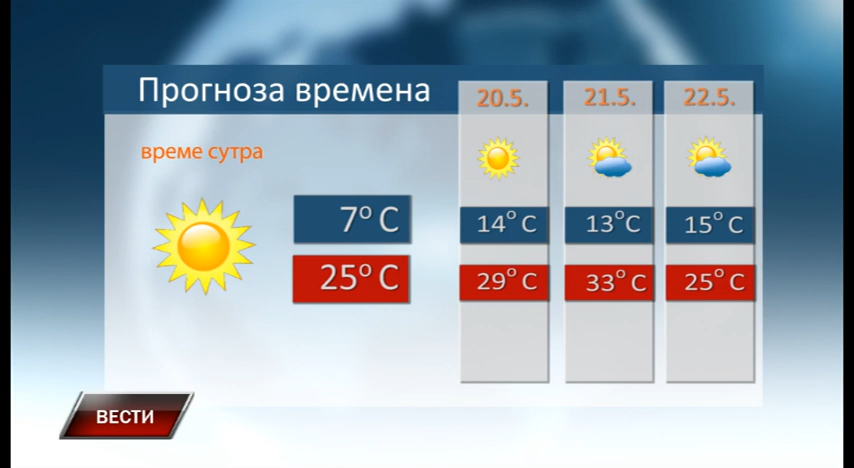 Прогноза времена
време сутра
7° C
25° C
20.5.
14° C
29° C
21.5.
13°C
33° C
22.5.
15° C
25° C
ВЕСТИ